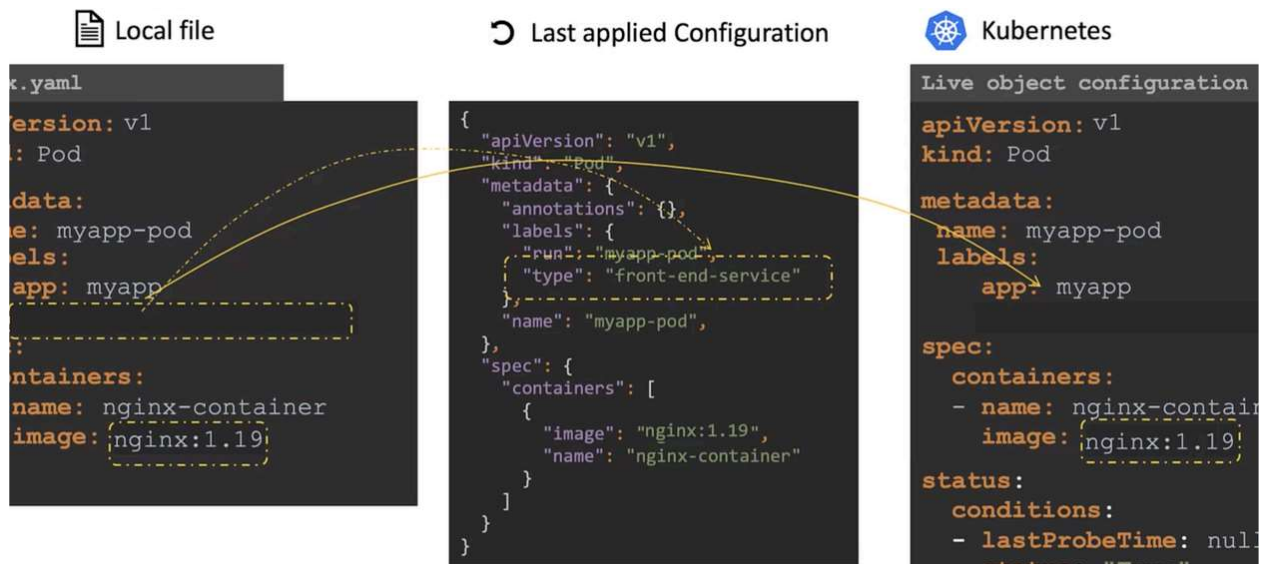 Local file
x.yaml
Version: v1
: Pod
data:
e: myapp-pod
els:
app: myapp
:
ntainers:
name: nginx-container
image: nginx:1.19
Last applied Configuration
{
"apiVersion": "v1",
"kind": "Pod",
"metadata": {
"annotations": {},
"labels": {
"run": "myapp-pod",
"type": "front-end-service"
},
"name": "myapp-pod",
},
"spec": {
"containers": [
{
"image": "nginx:1.19",
"name": "nginx-container"
}
]
}
}
Kubernetes
Live object configuration
apiVersion: v1
kind: Pod
metadata:
name: myapp-pod
labels:
app: myapp
spec:
containers:
- name: nginx-contain
image: nginx:1.19
status:
conditions:
- lastProbeTime: null